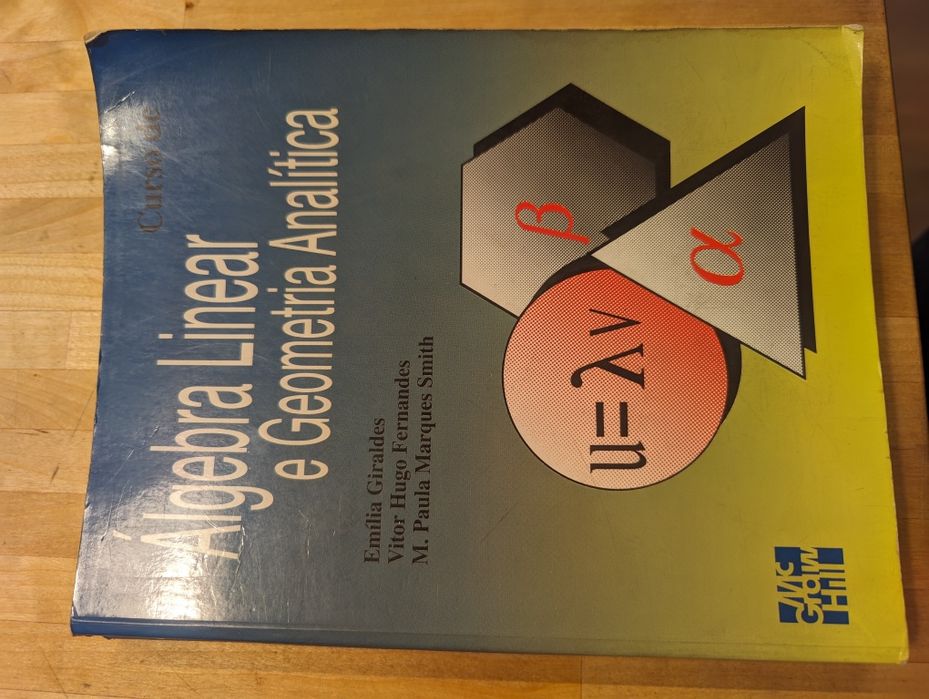 Curso de
Álgebra Linear
e Geometria Analítica
Emília Giraldes
Vitor Hugo Fernandes
M. Paula Marques Smith
β
α
u=λv
Mc
Graw
Hill